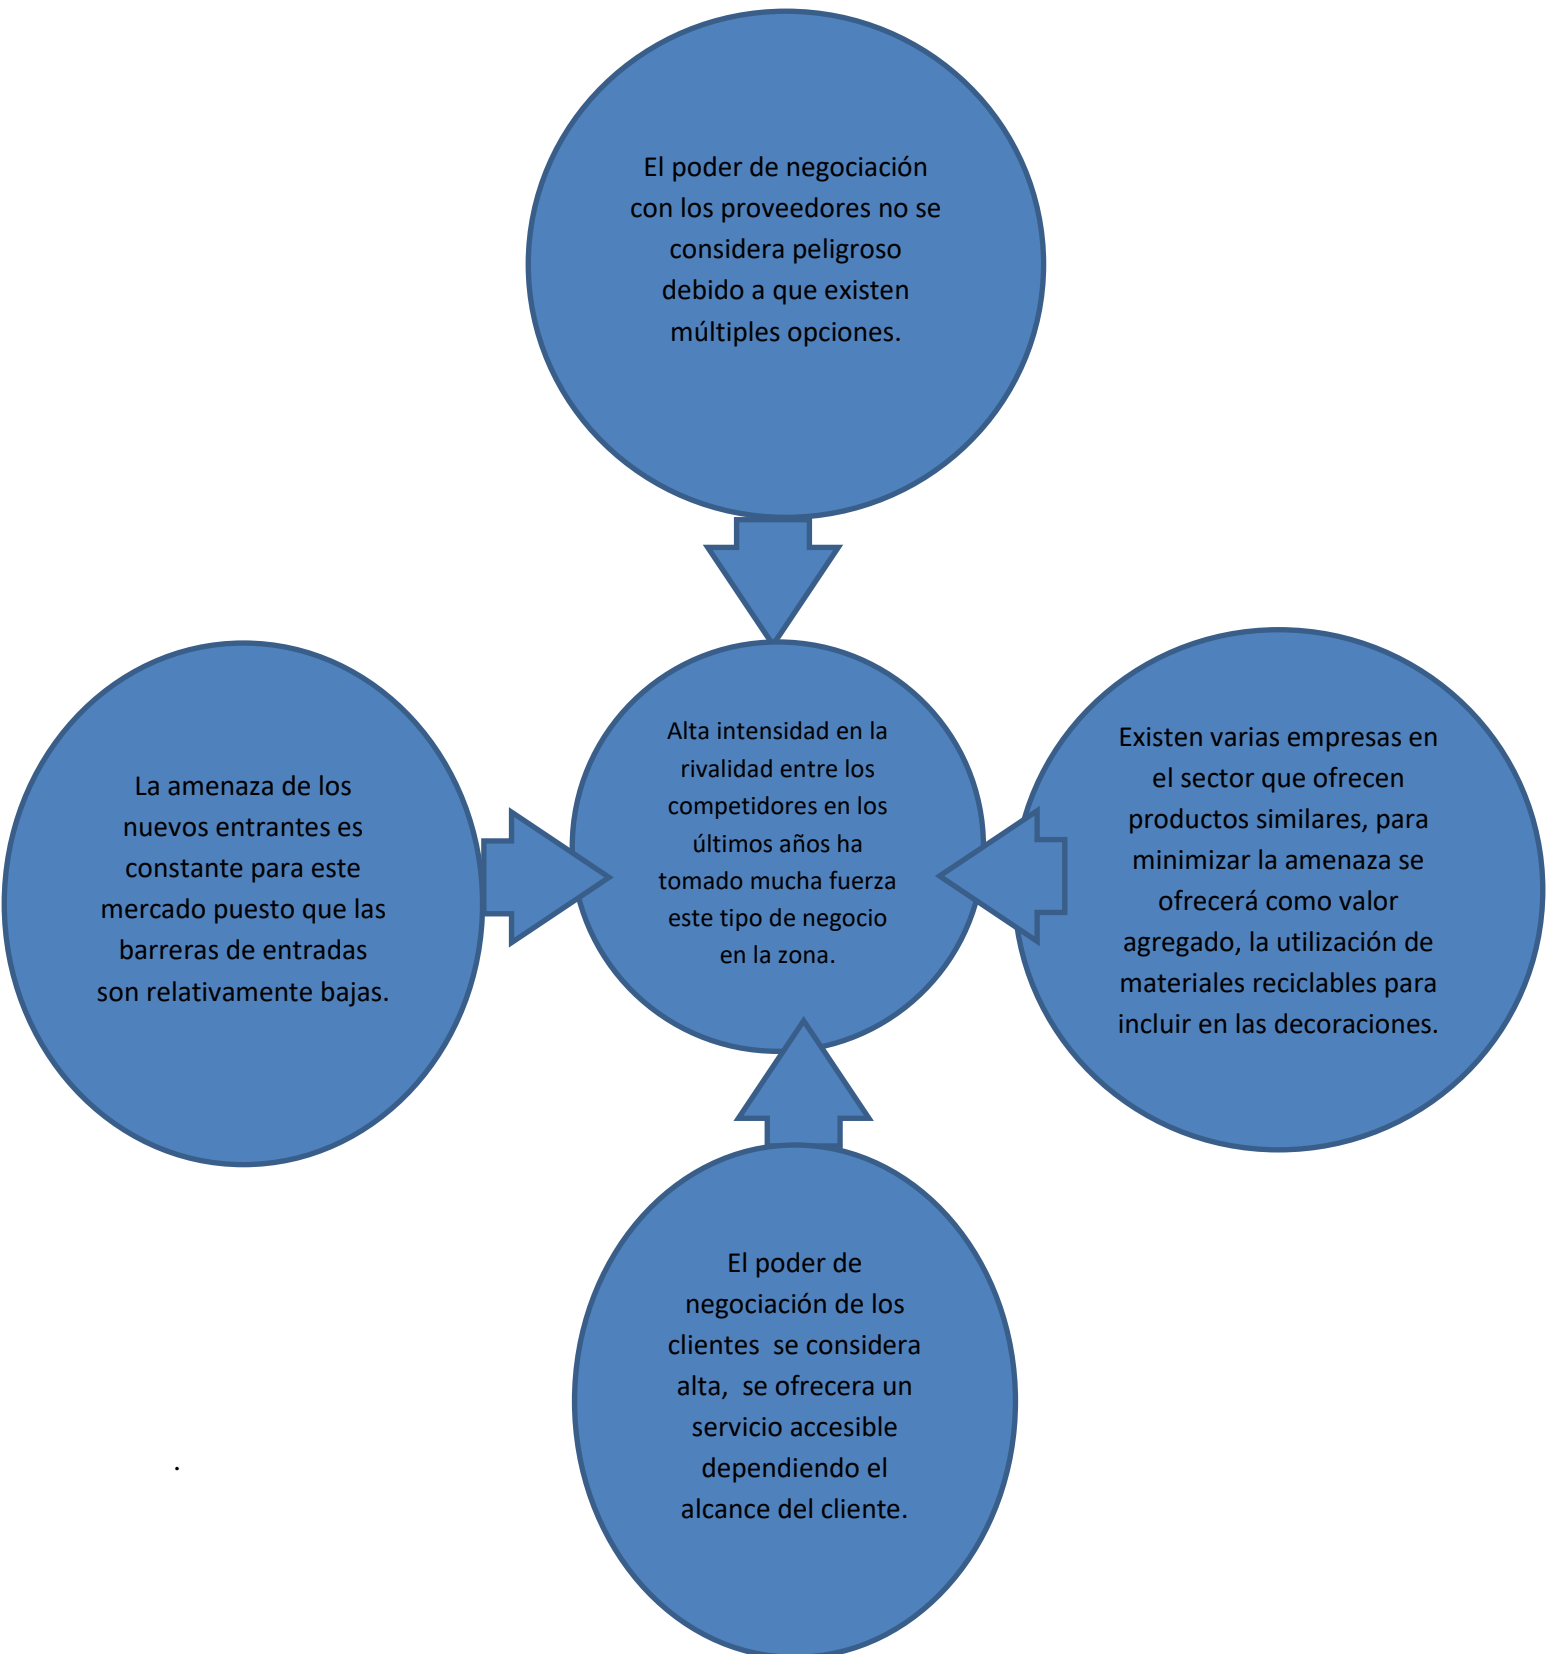 El poder de negociación
con los proveedores no se
considera peligroso
debido a que existen
múltiples opciones.
La amenaza de los
nuevos entrantes es
constante para este
mercado puesto que las
barreras de entradas
son relativamente bajas.
Alta intensidad en la
rivalidad entre los
competidores en los
últimos años ha
tomado mucha fuerza
este tipo de negocio
en la zona.
Existen varias empresas en
el sector que ofrecen
productos similares, para
minimizar la amenaza se
ofrecerá como valor
agregado, la utilización de
materiales reciclables para
incluir en las decoraciones.
El poder de
negociación de los
clientes  se considera
alta,  se ofrecera un
servicio accesible
dependiendo el
alcance del cliente.
.